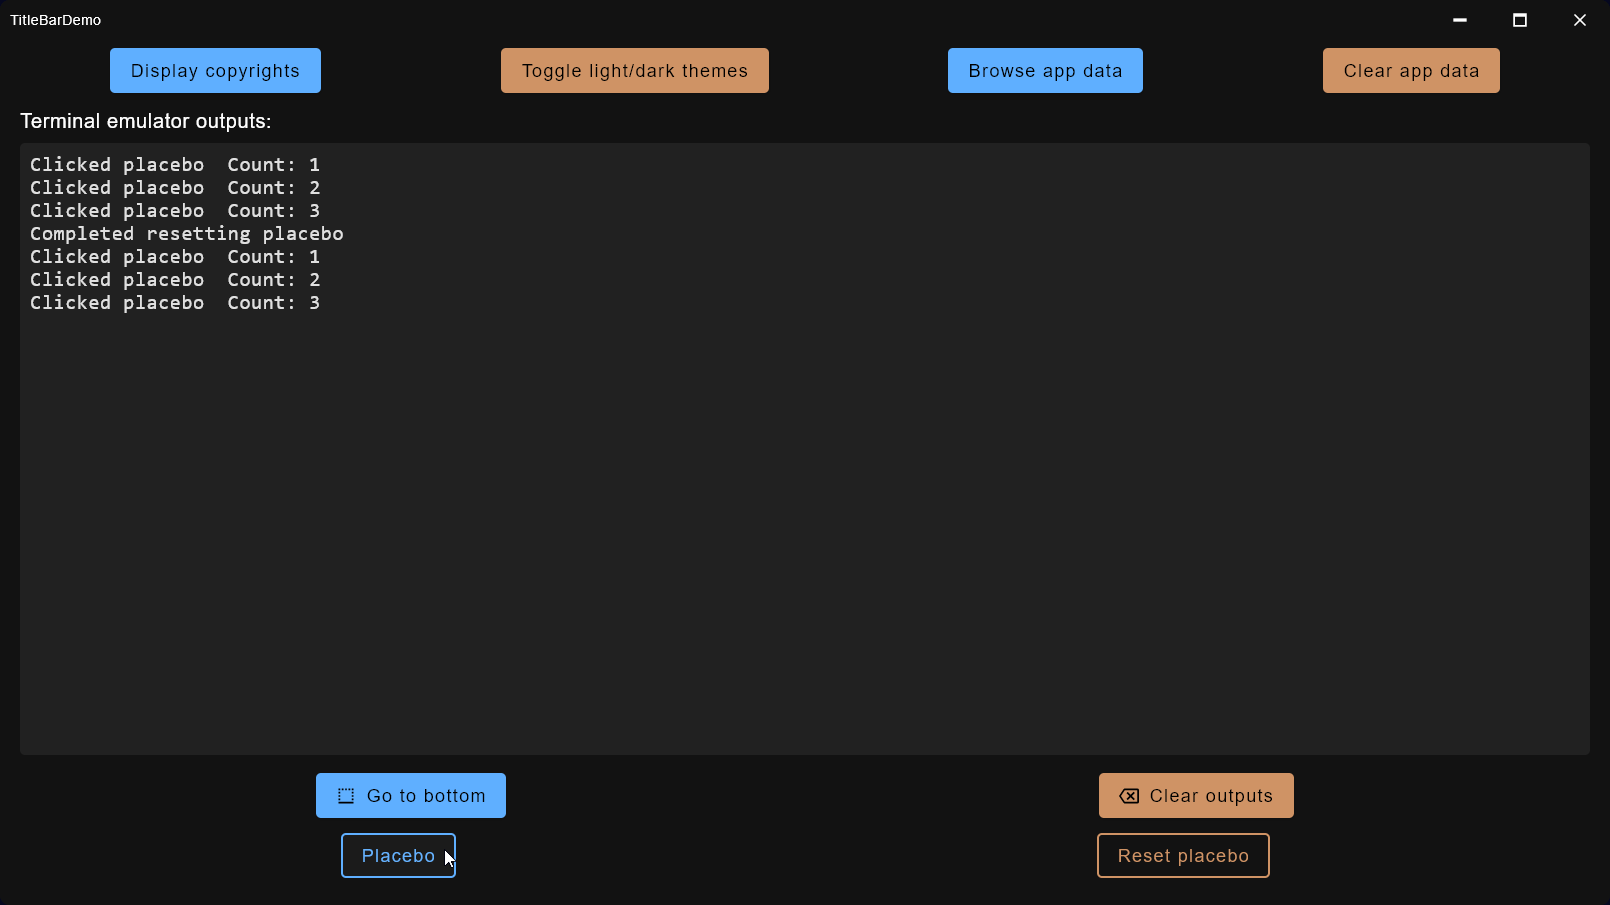 TitleBarDemo
Display copyrights
Toggle light/dark themes
Browse app data
Clear app data
Terminal emulator outputs:
Clicked placebo  Count: 1
Clicked placebo  Count: 2
Clicked placebo  Count: 3
Completed resetting placebo
Clicked placebo  Count: 1
Clicked placebo  Count: 2
Clicked placebo  Count: 3
Go to bottom
Clear outputs
Placebo
Reset placebo